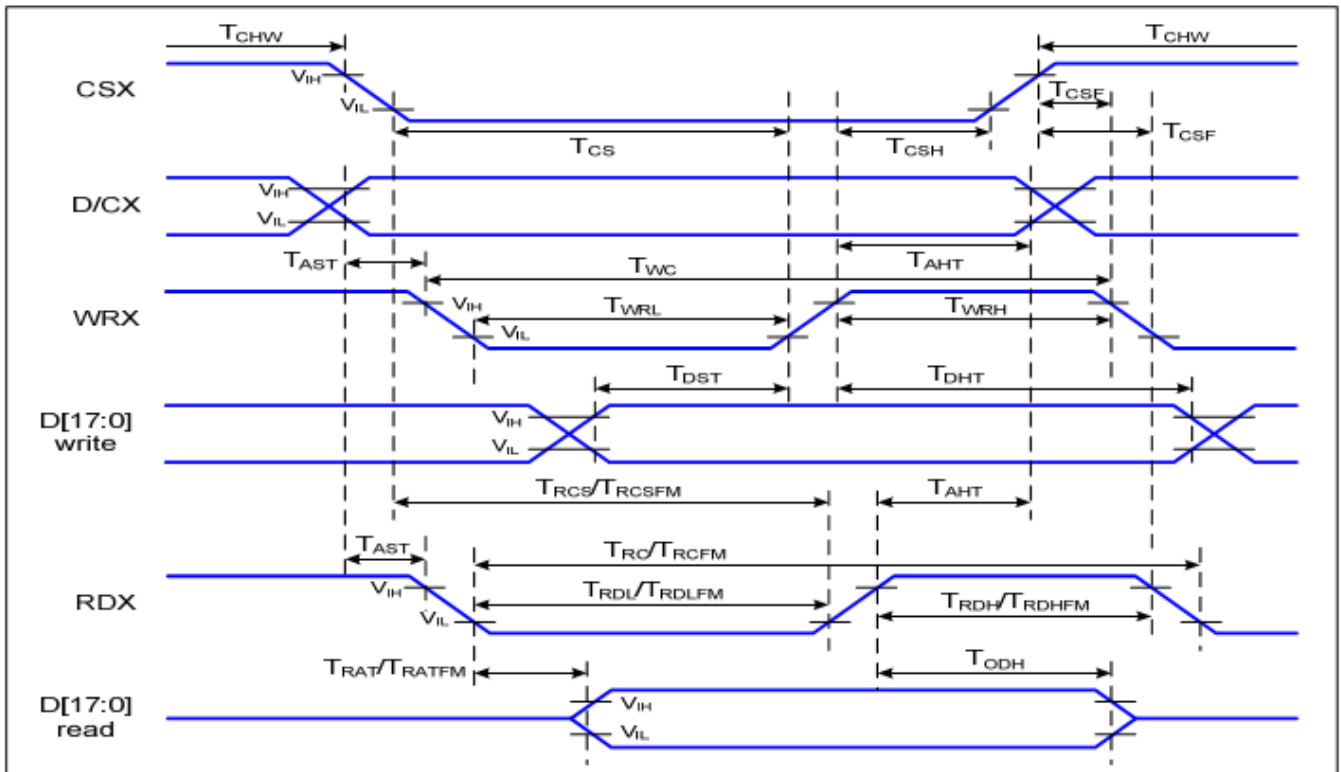 TCHW TCHW
CSX VIH VIL TCSF
TCS TCSH TCSF
D/CX VIH VIL
TAST TWC TAHT
WRX VIH VIL TWRL TWRH
TDST TDHT
D[17:0] VIH
write VIL
TRCS/TRCSFM TAHT
TAST TRC/TRCFM
RDX VIH VIL TRDL/TRDLFM TRDH/TRDHFM
TRAT/TRATFM TODH
D[17:0] VIH
read VIL